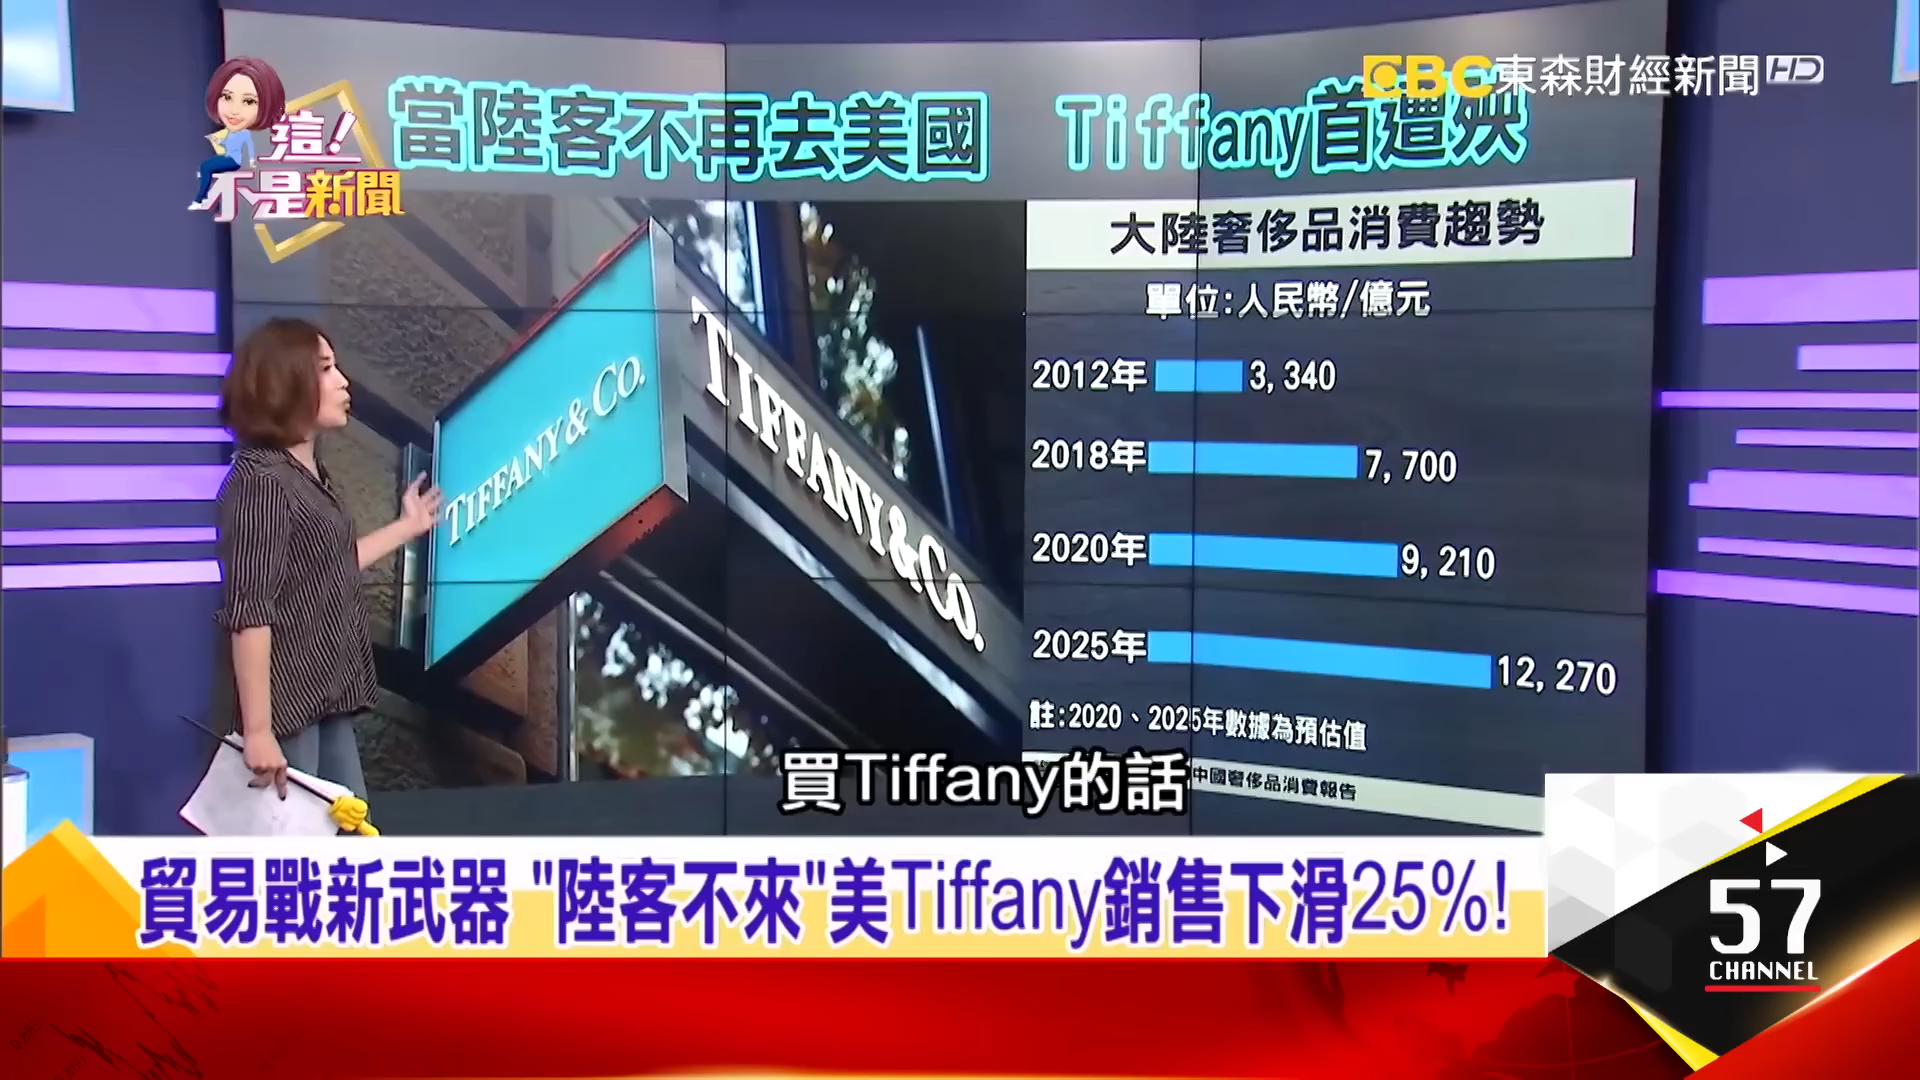 EBC東森財經新聞HD
這!
不是新聞
當陸客不再去美國 Tiffany首遭殃
大陸奢侈品消費趨勢
單位:人民幣/億元
2012年 3,340
2018年 7,700
2020年 9,210
2025年 12,270
註:2020、2025年數據為預估值
中國奢侈品消費報告
TIFFANY & CO.
TIFFANY & CO.
買Tiffany的話
貿易戰新武器 "陸客不來"美Tiffany銷售下滑25%!
57
CHANNEL